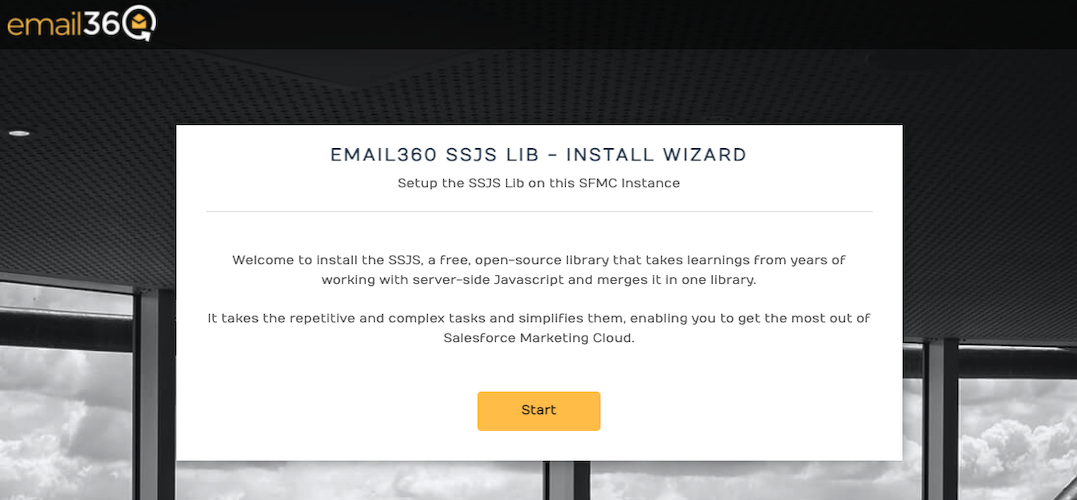 email360
EMAIL360 SSJS LIB - INSTALL WIZARD
Setup the SSJS Lib on this SFMC Instance
Welcome to install the SSJS, a free, open-source library that takes learnings from years of
working with server-side Javascript and merges it in one library.
It takes the repetitive and complex tasks and simplifies them, enabling you to get the most out of
Salesforce Marketing Cloud.
Start